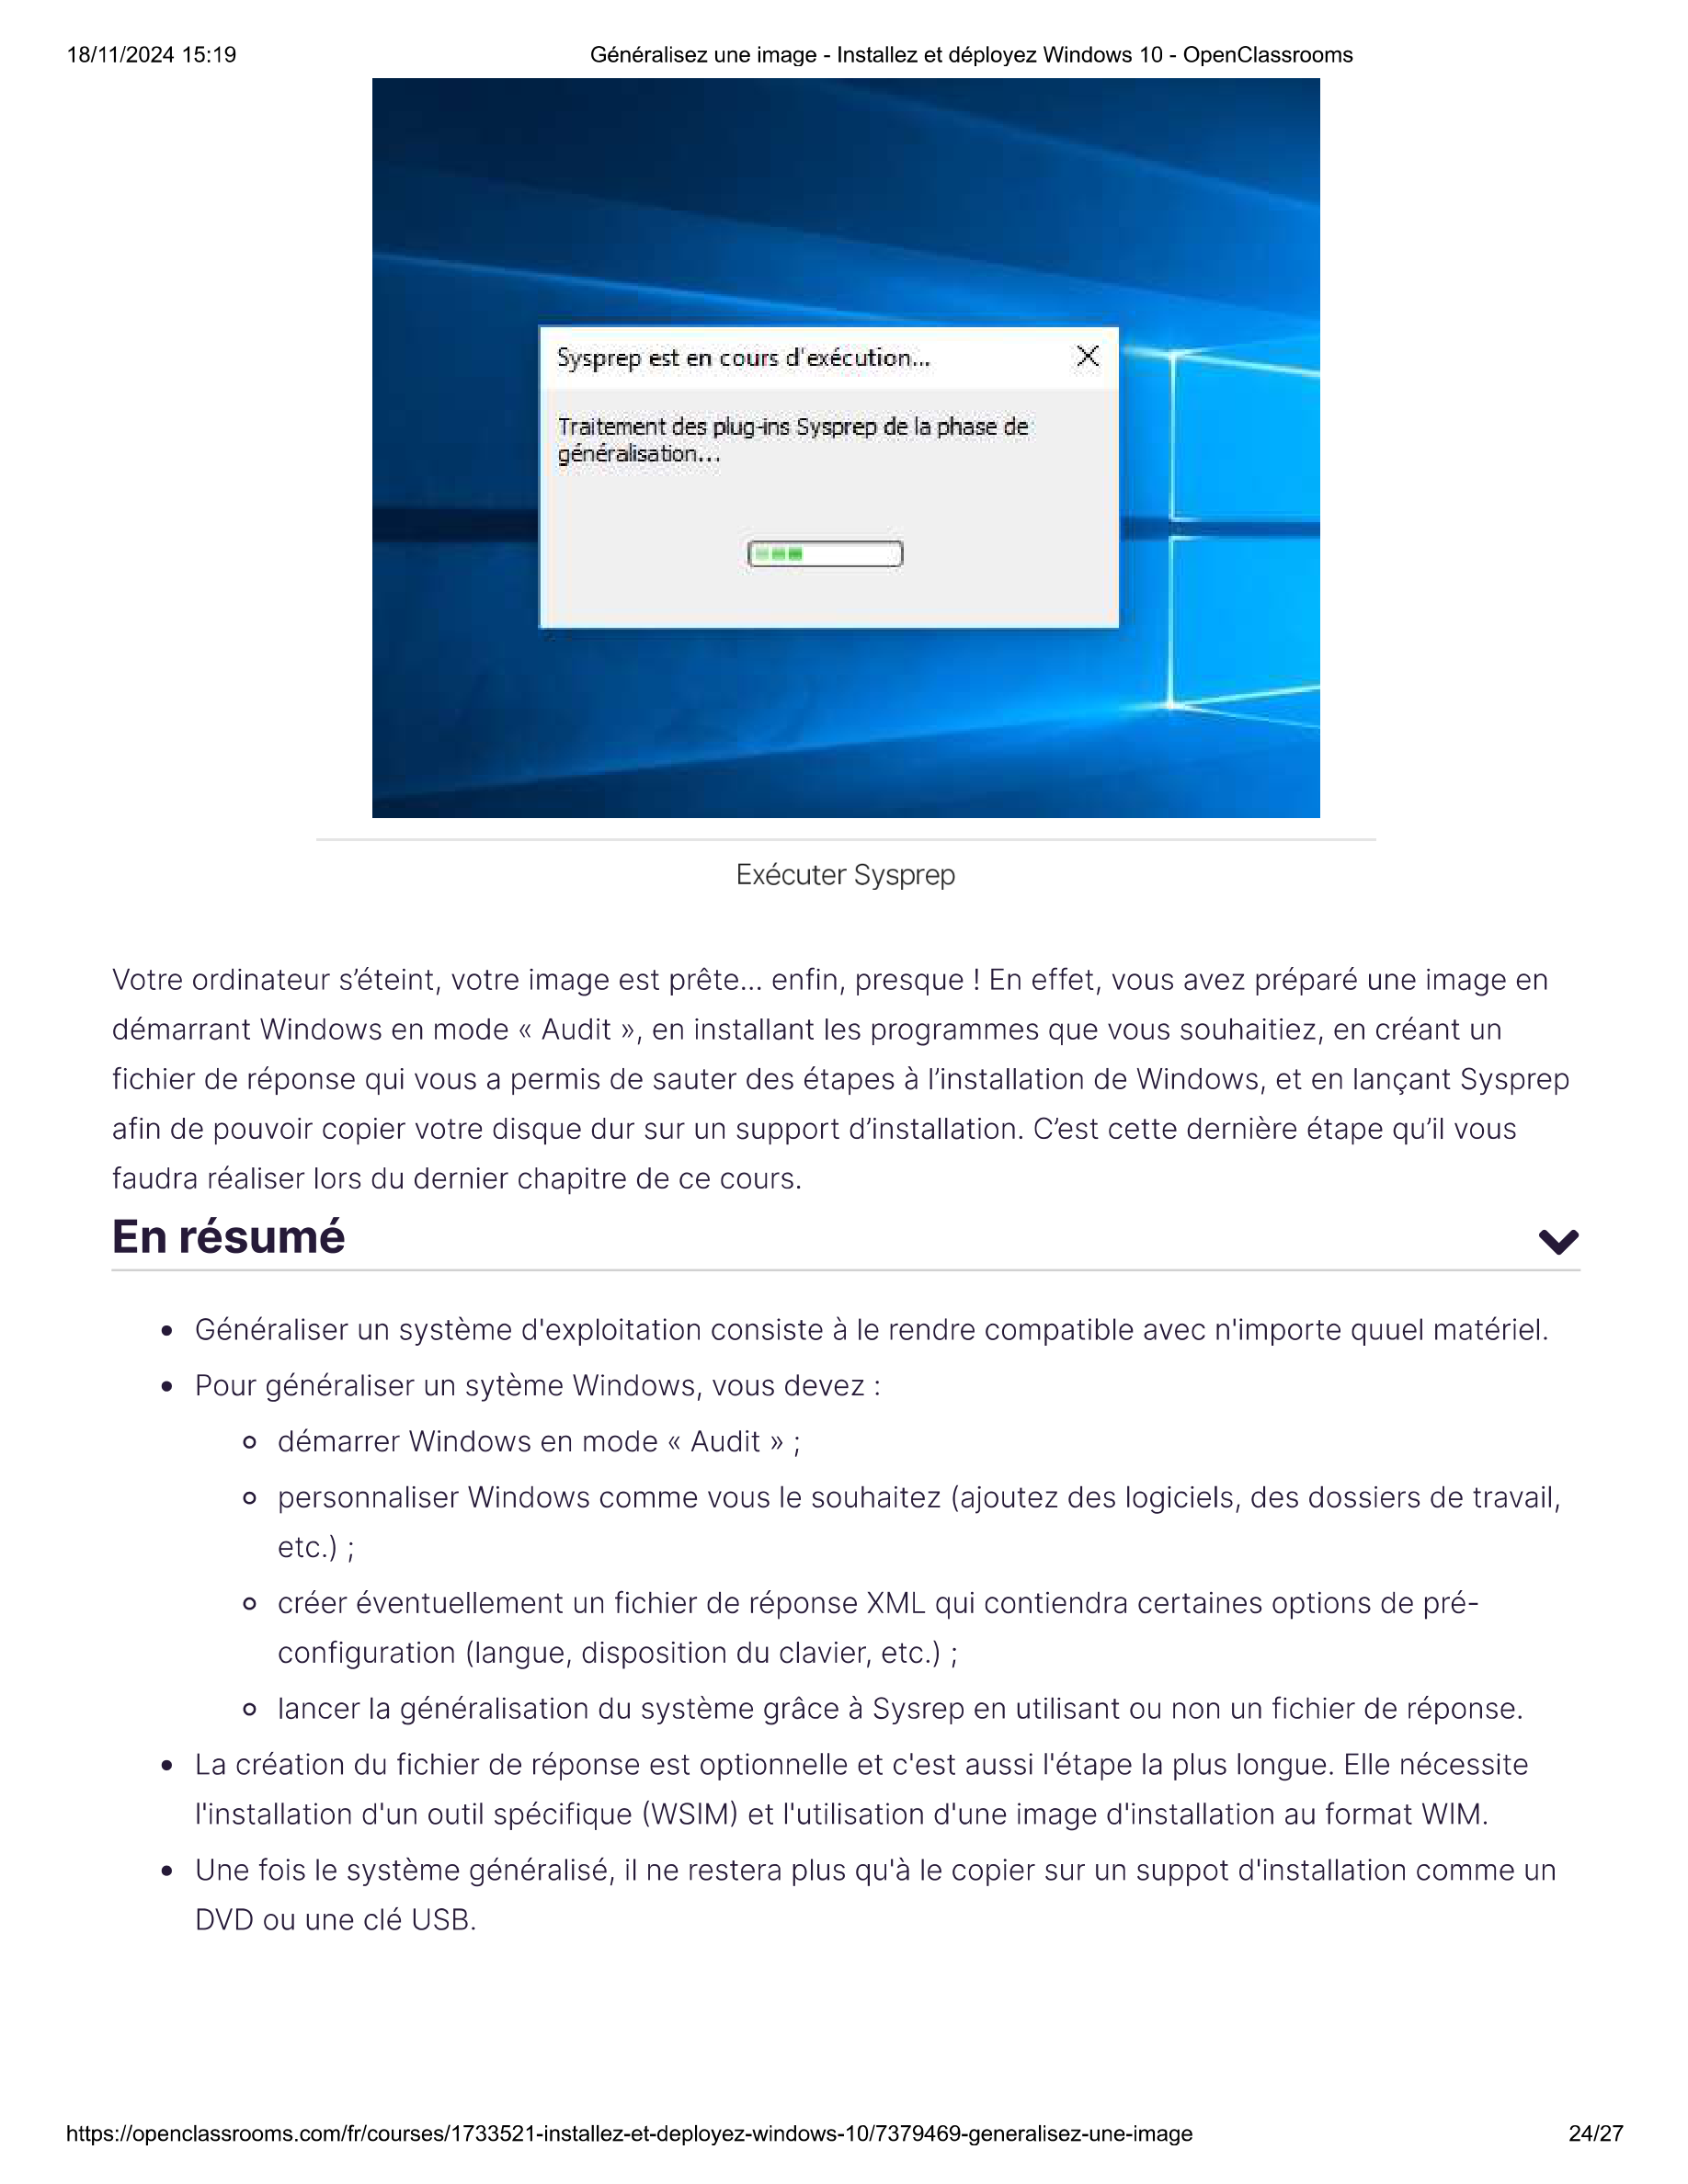 18/11/2024 15:19
Généralisez une image - Installez et déployez Windows 10 - OpenClassrooms
Sysprep est en cours d'exécution...
Traitement des plug-ins Sysprep de la phase de
généralisation...
Exécuter Sysprep
Votre ordinateur s’éteint, votre image est prête... enfin, presque ! En effet, vous avez préparé une image en
démarrant Windows en mode « Audit », en installant les programmes que vous souhaitiez, en créant un
fichier de réponse qui vous a permis de sauter des étapes à l’installation de Windows, et en lançant Sysprep
afin de pouvoir copier votre disque dur sur un support d’installation. C’est cette dernière étape qu’il vous
faudra réaliser lors du dernier chapitre de ce cours.
En résumé
• Généraliser un système d'exploitation consiste à le rendre compatible avec n'importe quuel matériel.
• Pour généraliser un sytème Windows, vous devez :
◦ démarrer Windows en mode « Audit » ;
◦ personnaliser Windows comme vous le souhaitez (ajoutez des logiciels, des dossiers de travail,
etc.) ;
◦ créer éventuellement un fichier de réponse XML qui contiendra certaines options de pré-
configuration (langue, disposition du clavier, etc.) ;
◦ lancer la généralisation du système grâce à Sysrep en utilisant ou non un fichier de réponse.
• La création du fichier de réponse est optionnelle et c'est aussi l'étape la plus longue. Elle nécessite
l'installation d'un outil spécifique (WSIM) et l'utilisation d'une image d'installation au format WIM.
• Une fois le système généralisé, il ne restera plus qu'à le copier sur un suppot d'installation comme un
DVD ou une clé USB.
https://openclassrooms.com/fr/courses/1733521-installez-et-deployez-windows-10/7379469-generalisez-une-image
24/27